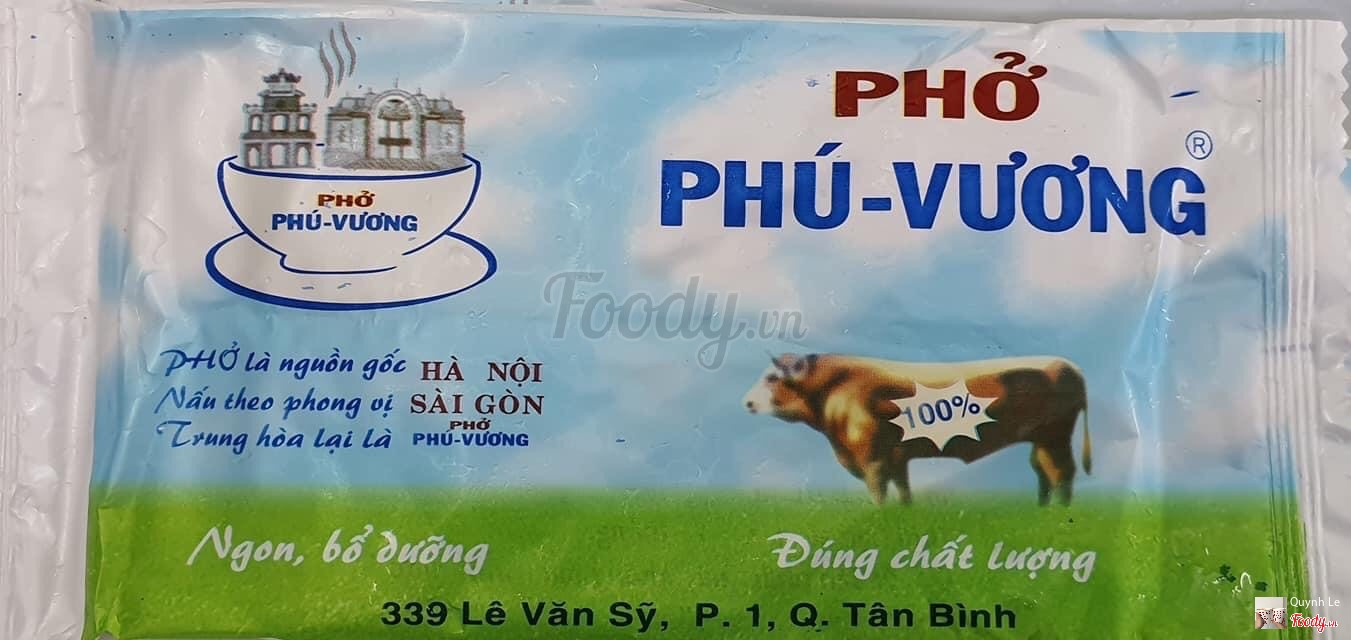 PHỞ
PHÚ-VƯƠNG®
PHỞ
PHÚ-VƯƠNG
Foody.vn
PHỞ là nguồn gốc HÀ NỘI
Nấu theo phong vị SÀI GÒN
Trung hòa lại là PHỞ PHÚ-VƯƠNG
100%
Ngon, bổ dưỡng
Đúng chất lượng
339 Lê Văn Sỹ, P. 1, Q. Tân Bình
Quynh Le
Foody.vn